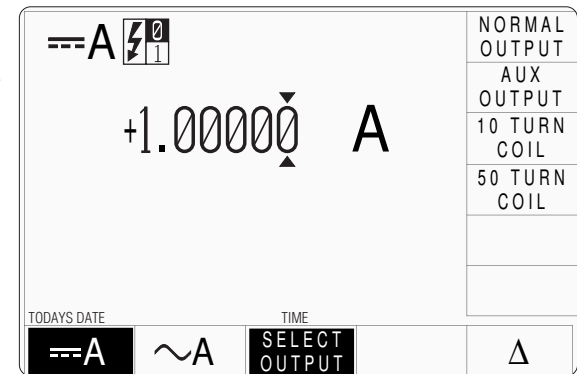 ⎓A 0
1
+1.00000 A
NORMAL
OUTPUT
AUX
OUTPUT
10 TURN
COIL
50 TURN
COIL
TODAYS DATE TIME
⎓A ∼A SELECT
OUTPUT Δ